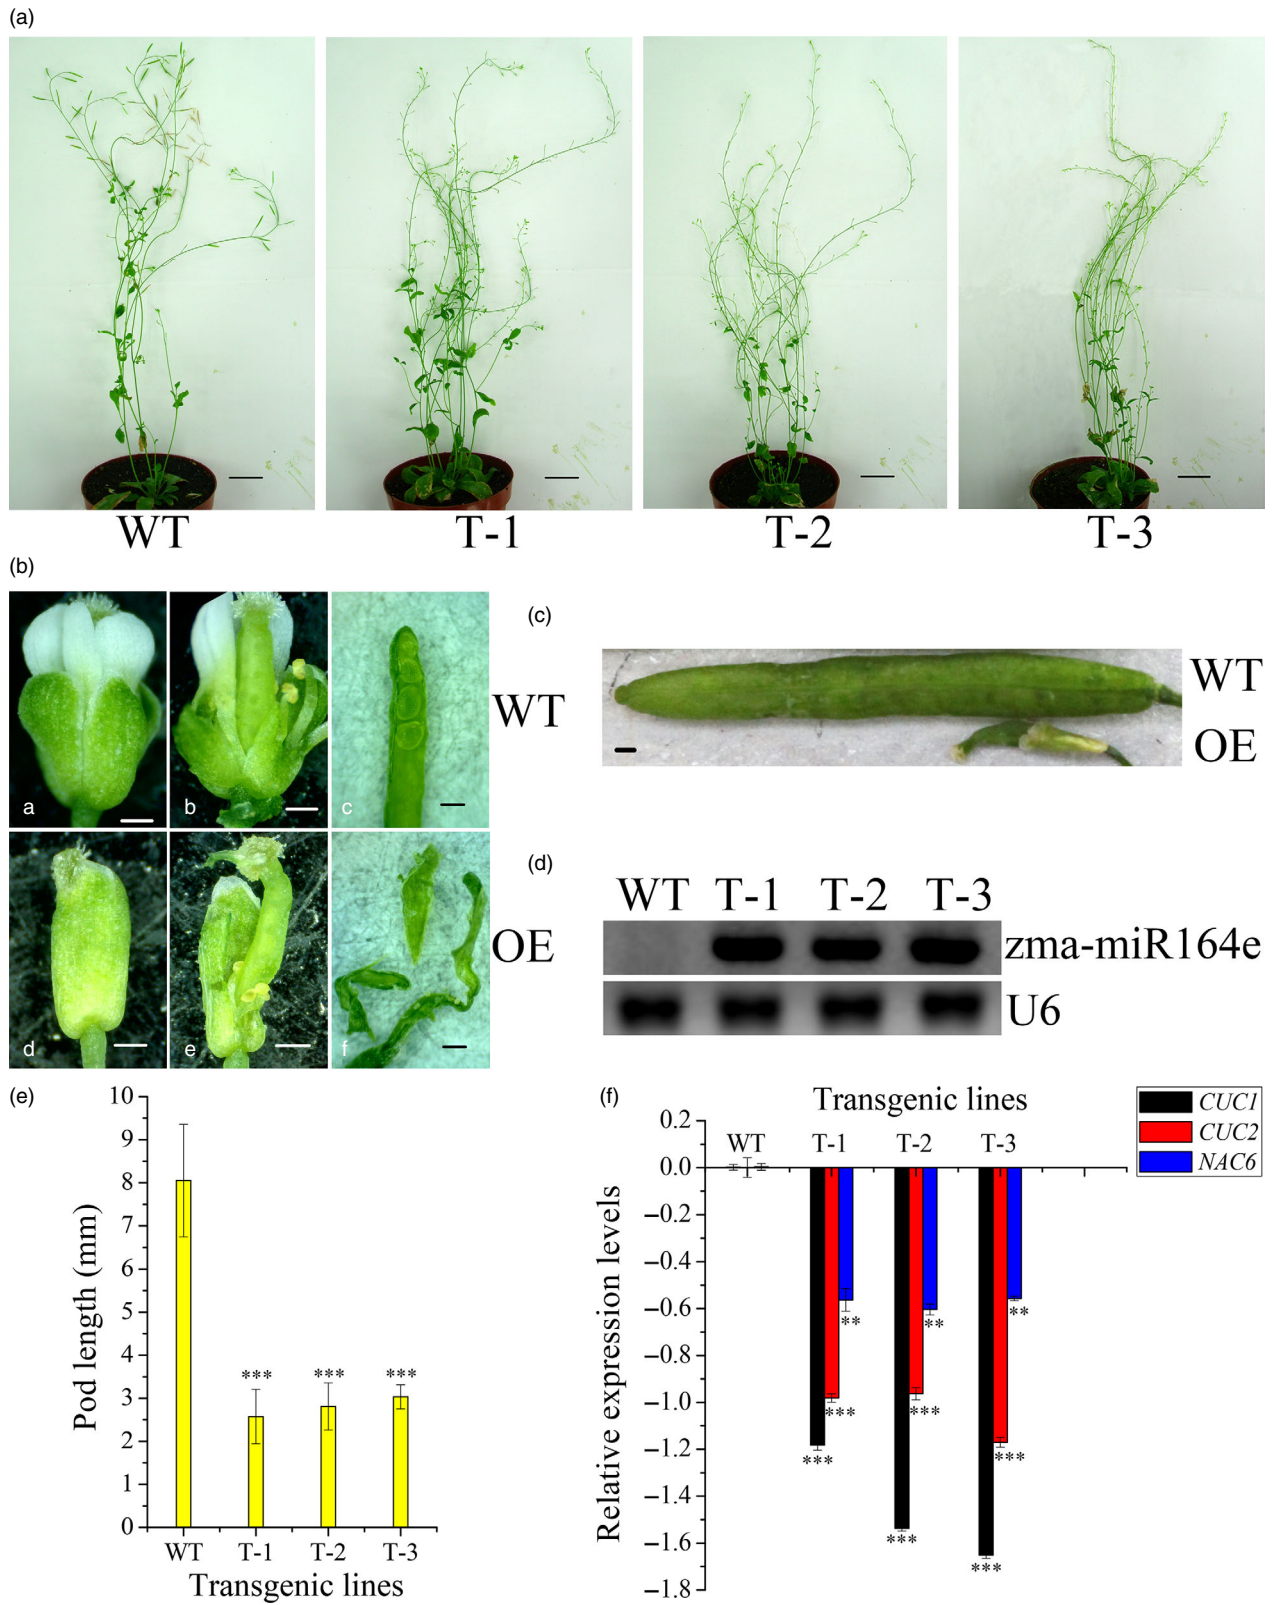 (a)
WT T-1 T-2 T-3
(b)
a b c
WT
d e f
OE
(c)
WT
OE
(d)
WT T-1 T-2 T-3
zma-miR164e
U6
(e)
Pod length (mm)
10
9
8
7
6
5
4
3
2
1
0
*** *** ***
WT T-1 T-2 T-3
Transgenic lines
(f)
Transgenic lines
CUC1
CUC2
NAC6
WT T-1 T-2 T-3
Relative expression levels
0.2
0.0
−0.2
−0.4
−0.6
−0.8
−1.0
−1.2
−1.4
−1.6
−1.8
** ** **
*** *** ***
*** *** ***